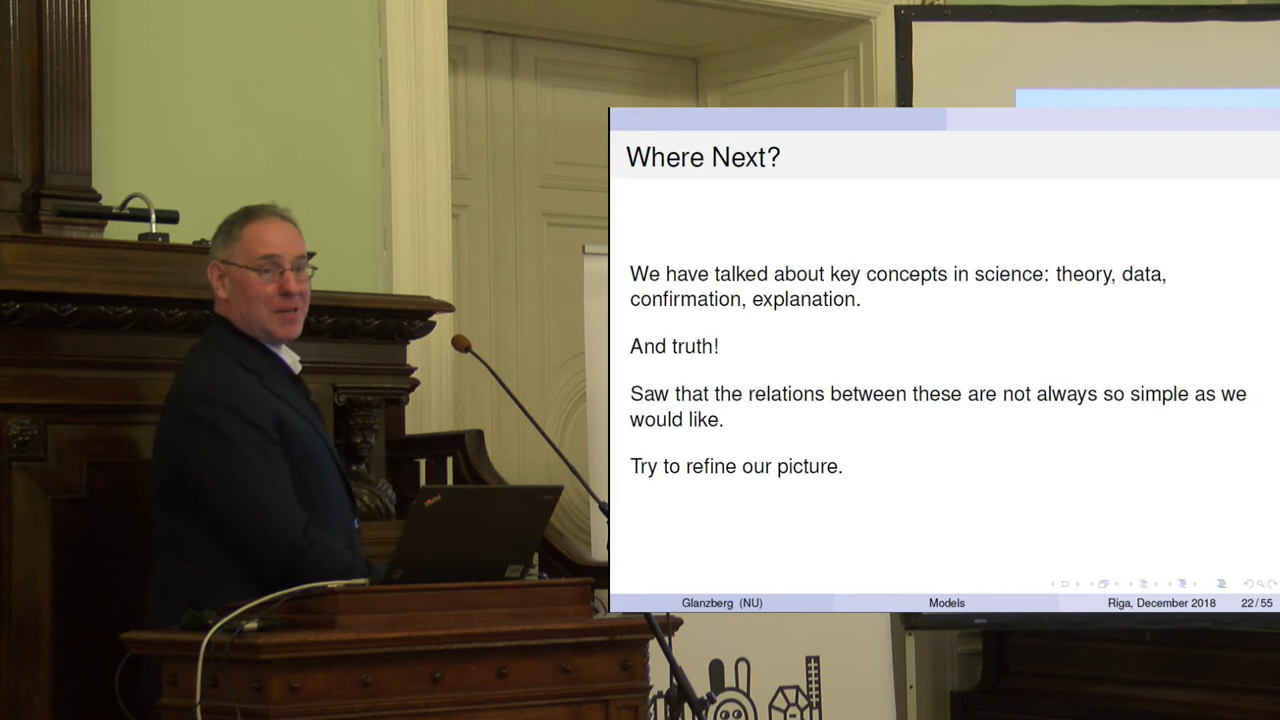 Where Next?
We have talked about key concepts in science: theory, data,
confirmation, explanation.
And truth!
Saw that the relations between these are not always so simple as we
would like.
Try to refine our picture.
Glanzberg (NU) Models Riga, December 2018 22/55